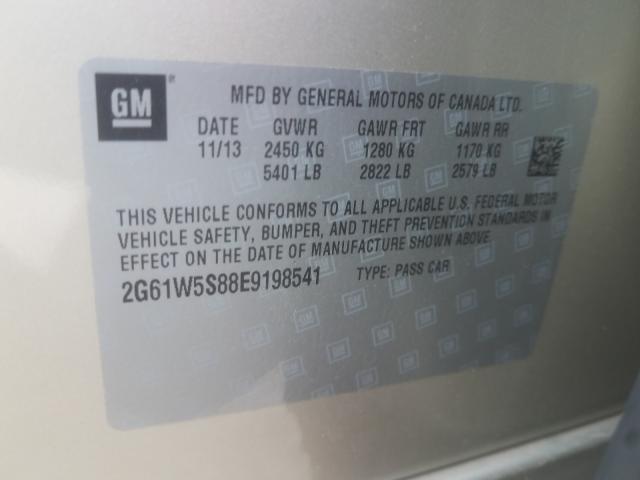 GM
MFD BY GENERAL MOTORS OF CANADA LTD.
DATE GVWR GAWR FRT GAWR RR
11/13 2450 KG 1280 KG 1170 KG
5401 LB 2822 LB 2579 LB
THIS VEHICLE CONFORMS TO ALL APPLICABLE U.S. FEDERAL MOTOR
VEHICLE SAFETY, BUMPER, AND THEFT PREVENTION STANDARDS IN
EFFECT ON THE DATE OF MANUFACTURE SHOWN ABOVE.
2G61W5S88E9198541 TYPE: PASS CAR